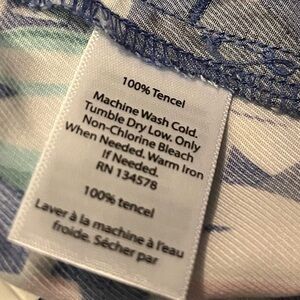 100% Tencel
Machine Wash Cold.
Tumble Dry Low. Only
Non-Chlorine Bleach
When Needed. Warm Iron
If Needed.
RN 134578
100% tencel
Laver à la machine à l'eau
froide. Sécher par